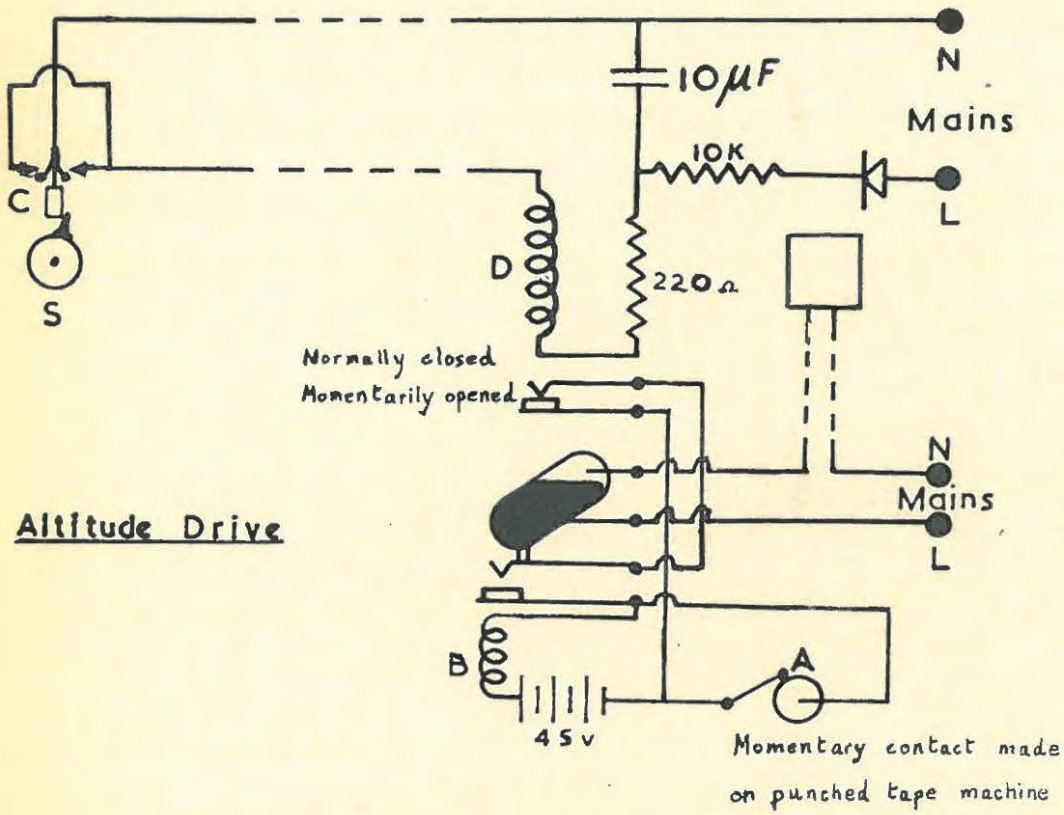 10µF
N
Mains
10K
L
C
D
220Ω
S
Normally closed
Momentarily opened
N
Mains
L
Altitude Drive
B
A
45v
Momentary contact made
on punched tape machine